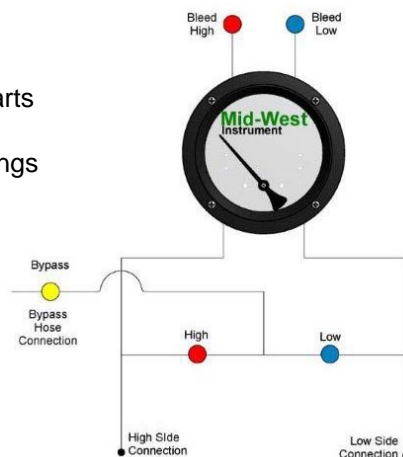 Bleed
High
Bleed
Low
arts
ngs
Mid-West
Instrument
Bypass
Bypass
Hose
Connection
High
Low
High SIde
Connection
Low Side
Connection